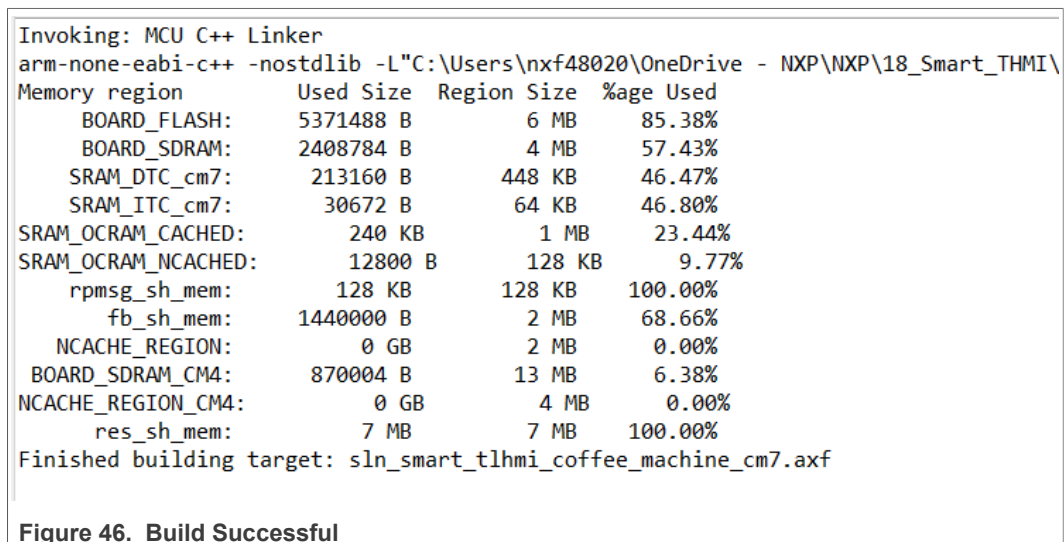 Invoking: MCU C++ Linker
arm-none-eabi-c++ -nostdlib -L"C:\Users\nxf48020\OneDrive - NXP\NXP\18_Smart_THMI\
Memory region Used Size Region Size %age Used
BOARD_FLASH: 5371488 B 6 MB 85.38%
BOARD_SDRAM: 2408784 B 4 MB 57.43%
SRAM_DTC_cm7: 213160 B 448 KB 46.47%
SRAM_ITC_cm7: 30672 B 64 KB 46.80%
SRAM_OCRAM_CACHED: 240 KB 1 MB 23.44%
SRAM_OCRAM_NCACHED: 12800 B 128 KB 9.77%
rpmsg_sh_mem: 128 KB 128 KB 100.00%
fb_sh_mem: 1440000 B 2 MB 68.66%
NCACHE_REGION: 0 GB 2 MB 0.00%
BOARD_SDRAM_CM4: 870004 B 13 MB 6.38%
NCACHE_REGION_CM4: 0 GB 4 MB 0.00%
res_sh_mem: 7 MB 7 MB 100.00%
Finished building target: sln_smart_tlhmi_coffee_machine_cm7.axf
Figure 46. Build Successful